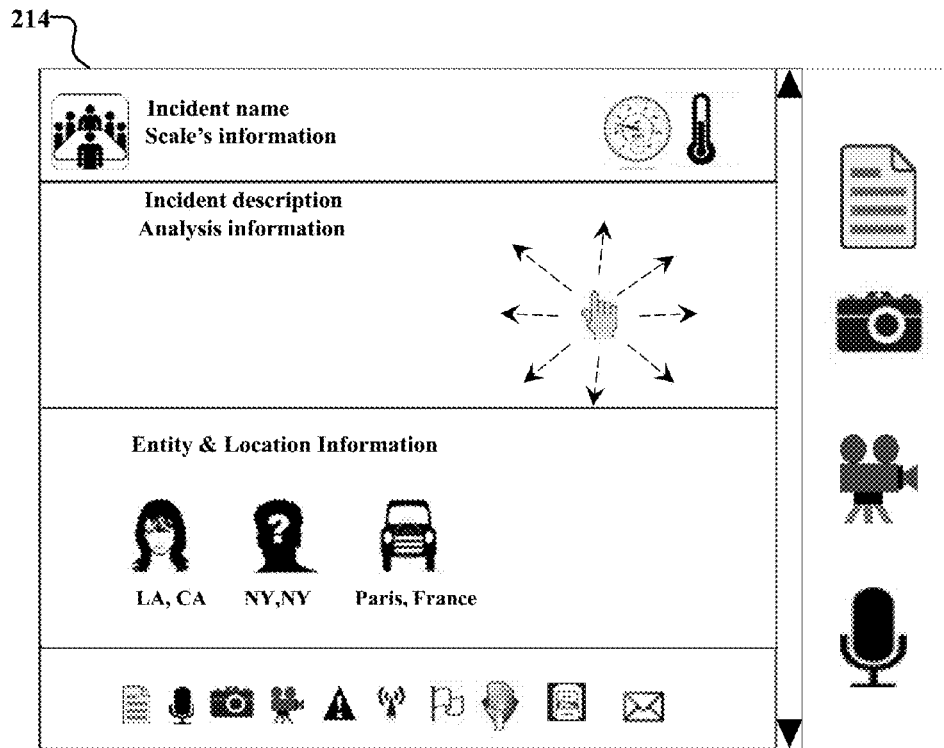 214
Incident name
Scale's information
Incident description
Analysis information
Entity & Location Information
?
LA, CA NY,NY Paris, France